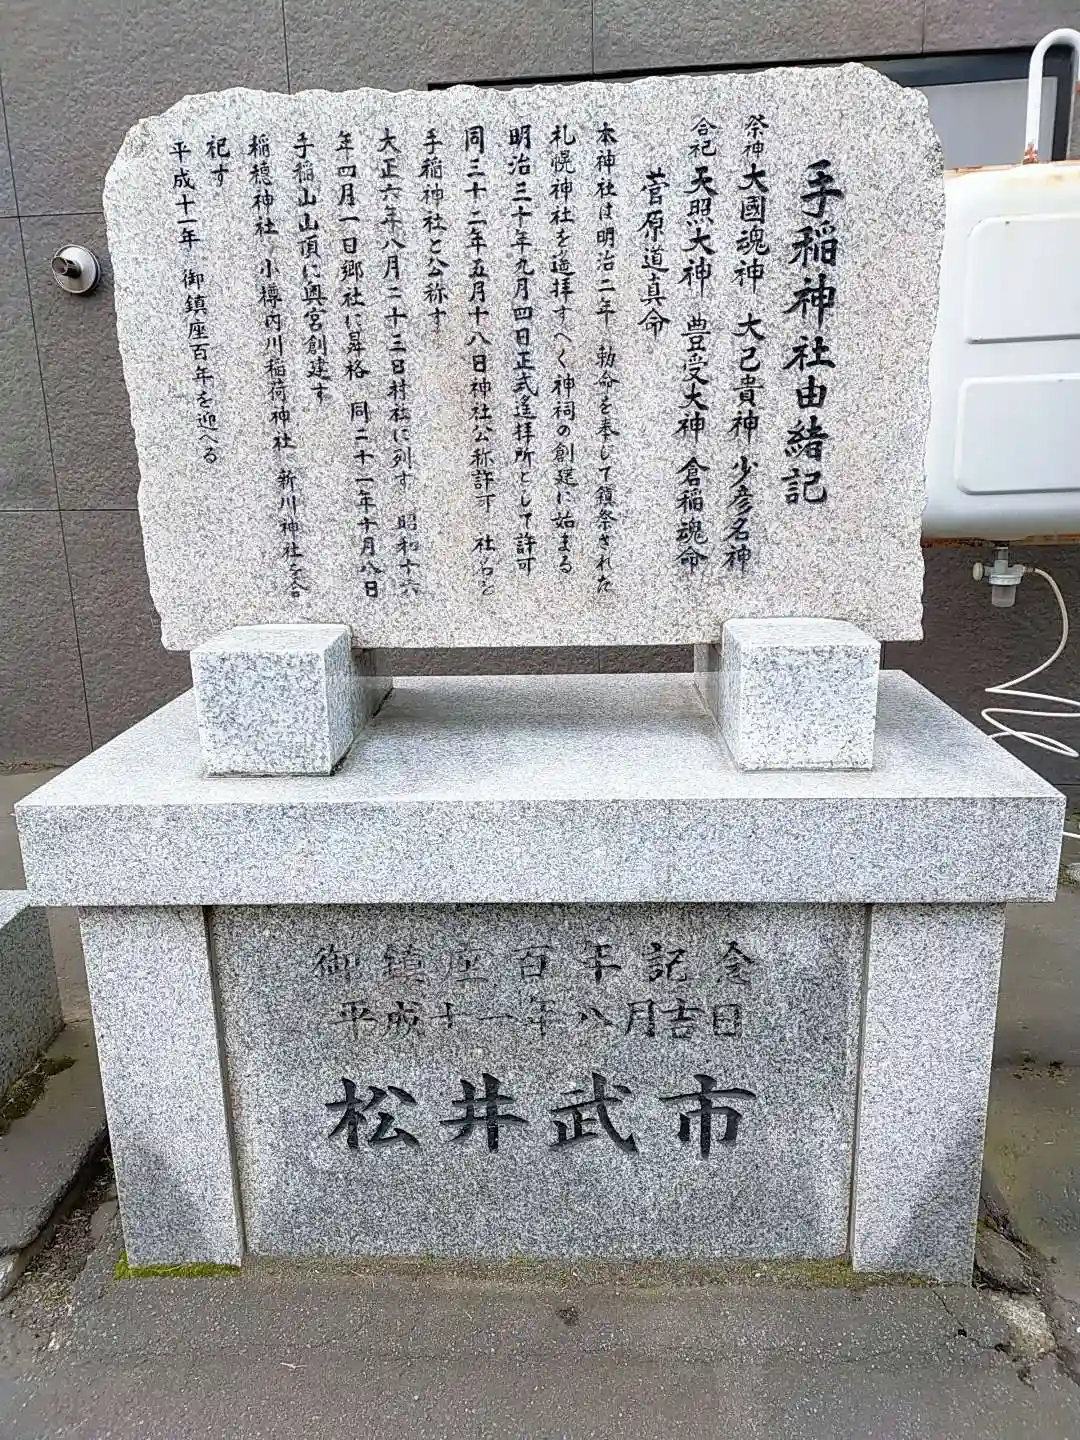 手稲神社由緒記
祭神 大國魂神 大己貴神 少彦名神
合祀 天照大神 豊受大神 倉稲魂命
菅原道真命
本神社は明治二年 勅命を奉じて鎮祭された
札幌神社を遥拝すへく神祠の創建に始まる
明治三十年九月四日正式遙拝所として許可
同三十二年五月十八日神社公称許可 社名を
手稲神社と公称す
大正六年八月二十三日村社に列す 昭和十六
年四月一日郷社に昇格 同二十一年十月八日
手稲山山頂に奥宮創建す
稲穂神社 小樽内川稲荷神社 新川神社を合
祀す
平成十一年 御鎮座百年を迎へる
御鎮座百年記念
平成十一年八月吉日
松井武市